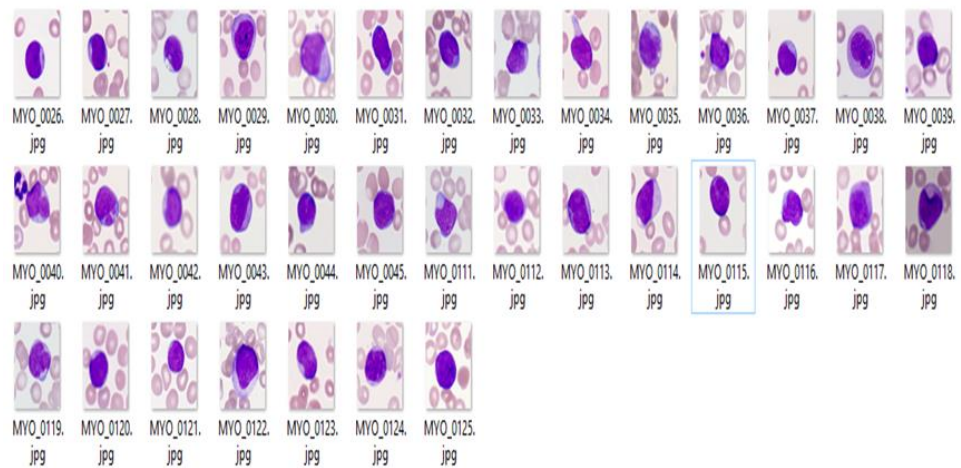 MYO_0026. MYO_0027. MYO_0028. MYO_0029. MYO_0030. MYO_0031. MYO_0032. MYO_0033. MYO_0034. MYO_0035. MYO_0036. MYO_0037. MYO_0038. MYO_0039.
jpg jpg jpg jpg jpg jpg jpg jpg jpg jpg jpg jpg jpg jpg
MYO_0040. MYO_0041. MYO_0042. MYO_0043. MYO_0044. MYO_0045. MYO_0111. MYO_0112. MYO_0113. MYO_0114. MYO_0115. MYO_0116. MYO_0117. MYO_0118.
jpg jpg jpg jpg jpg jpg jpg jpg jpg jpg jpg jpg jpg jpg
MYO_0119. MYO_0120. MYO_0121. MYO_0122. MYO_0123. MYO_0124. MYO_0125.
jpg jpg jpg jpg jpg jpg jpg